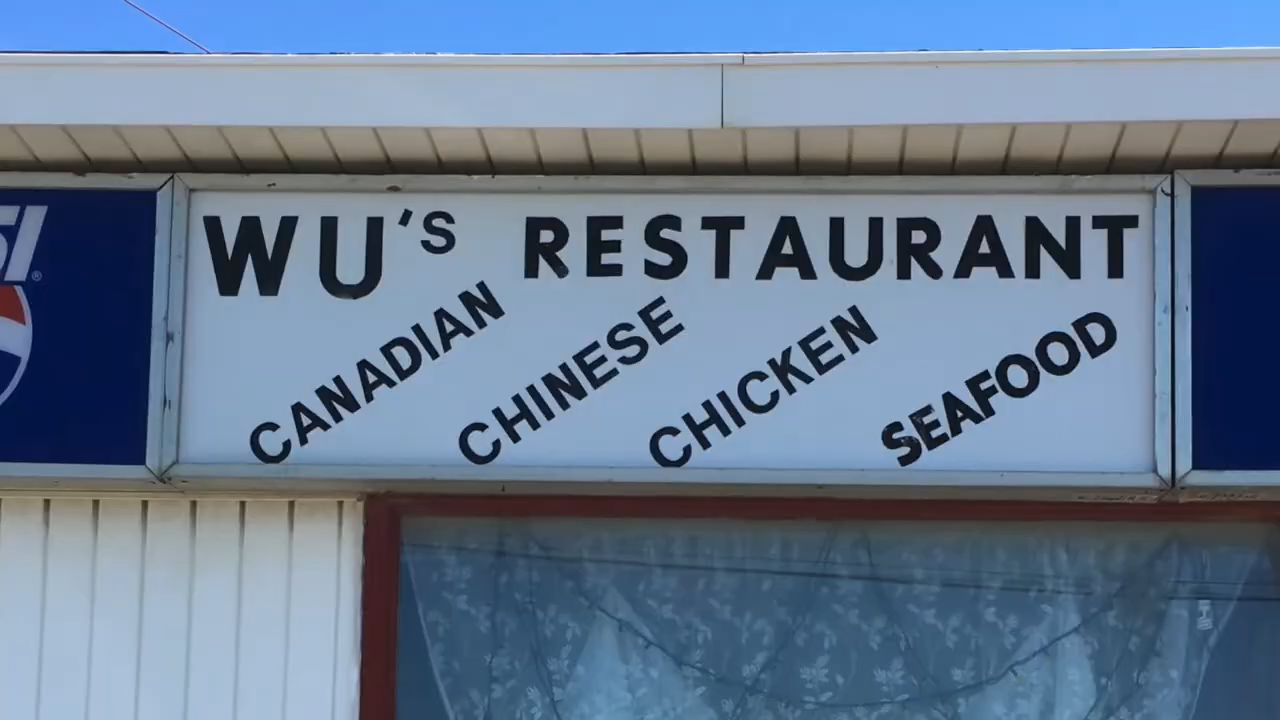 WU'S RESTAURANT
CANADIAN
CHINESE
CHICKEN
SEAFOOD